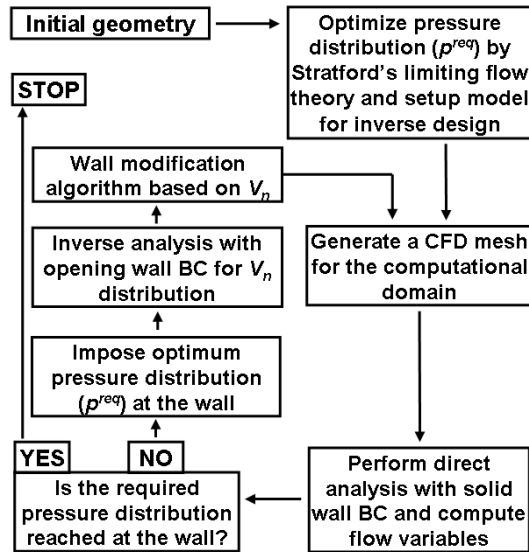 Initial geometry
Optimize pressure
distribution (p^req) by
Stratford's limiting flow
theory and setup model
for inverse design
STOP
Wall modification
algorithm based on V_n
Inverse analysis with
opening wall BC for V_n
distribution
Generate a CFD mesh
for the computational
domain
Impose optimum
pressure distribution
(p^req) at the wall
YES
NO
Is the required
pressure distribution
reached at the wall?
Perform direct
analysis with solid
wall BC and compute
flow variables